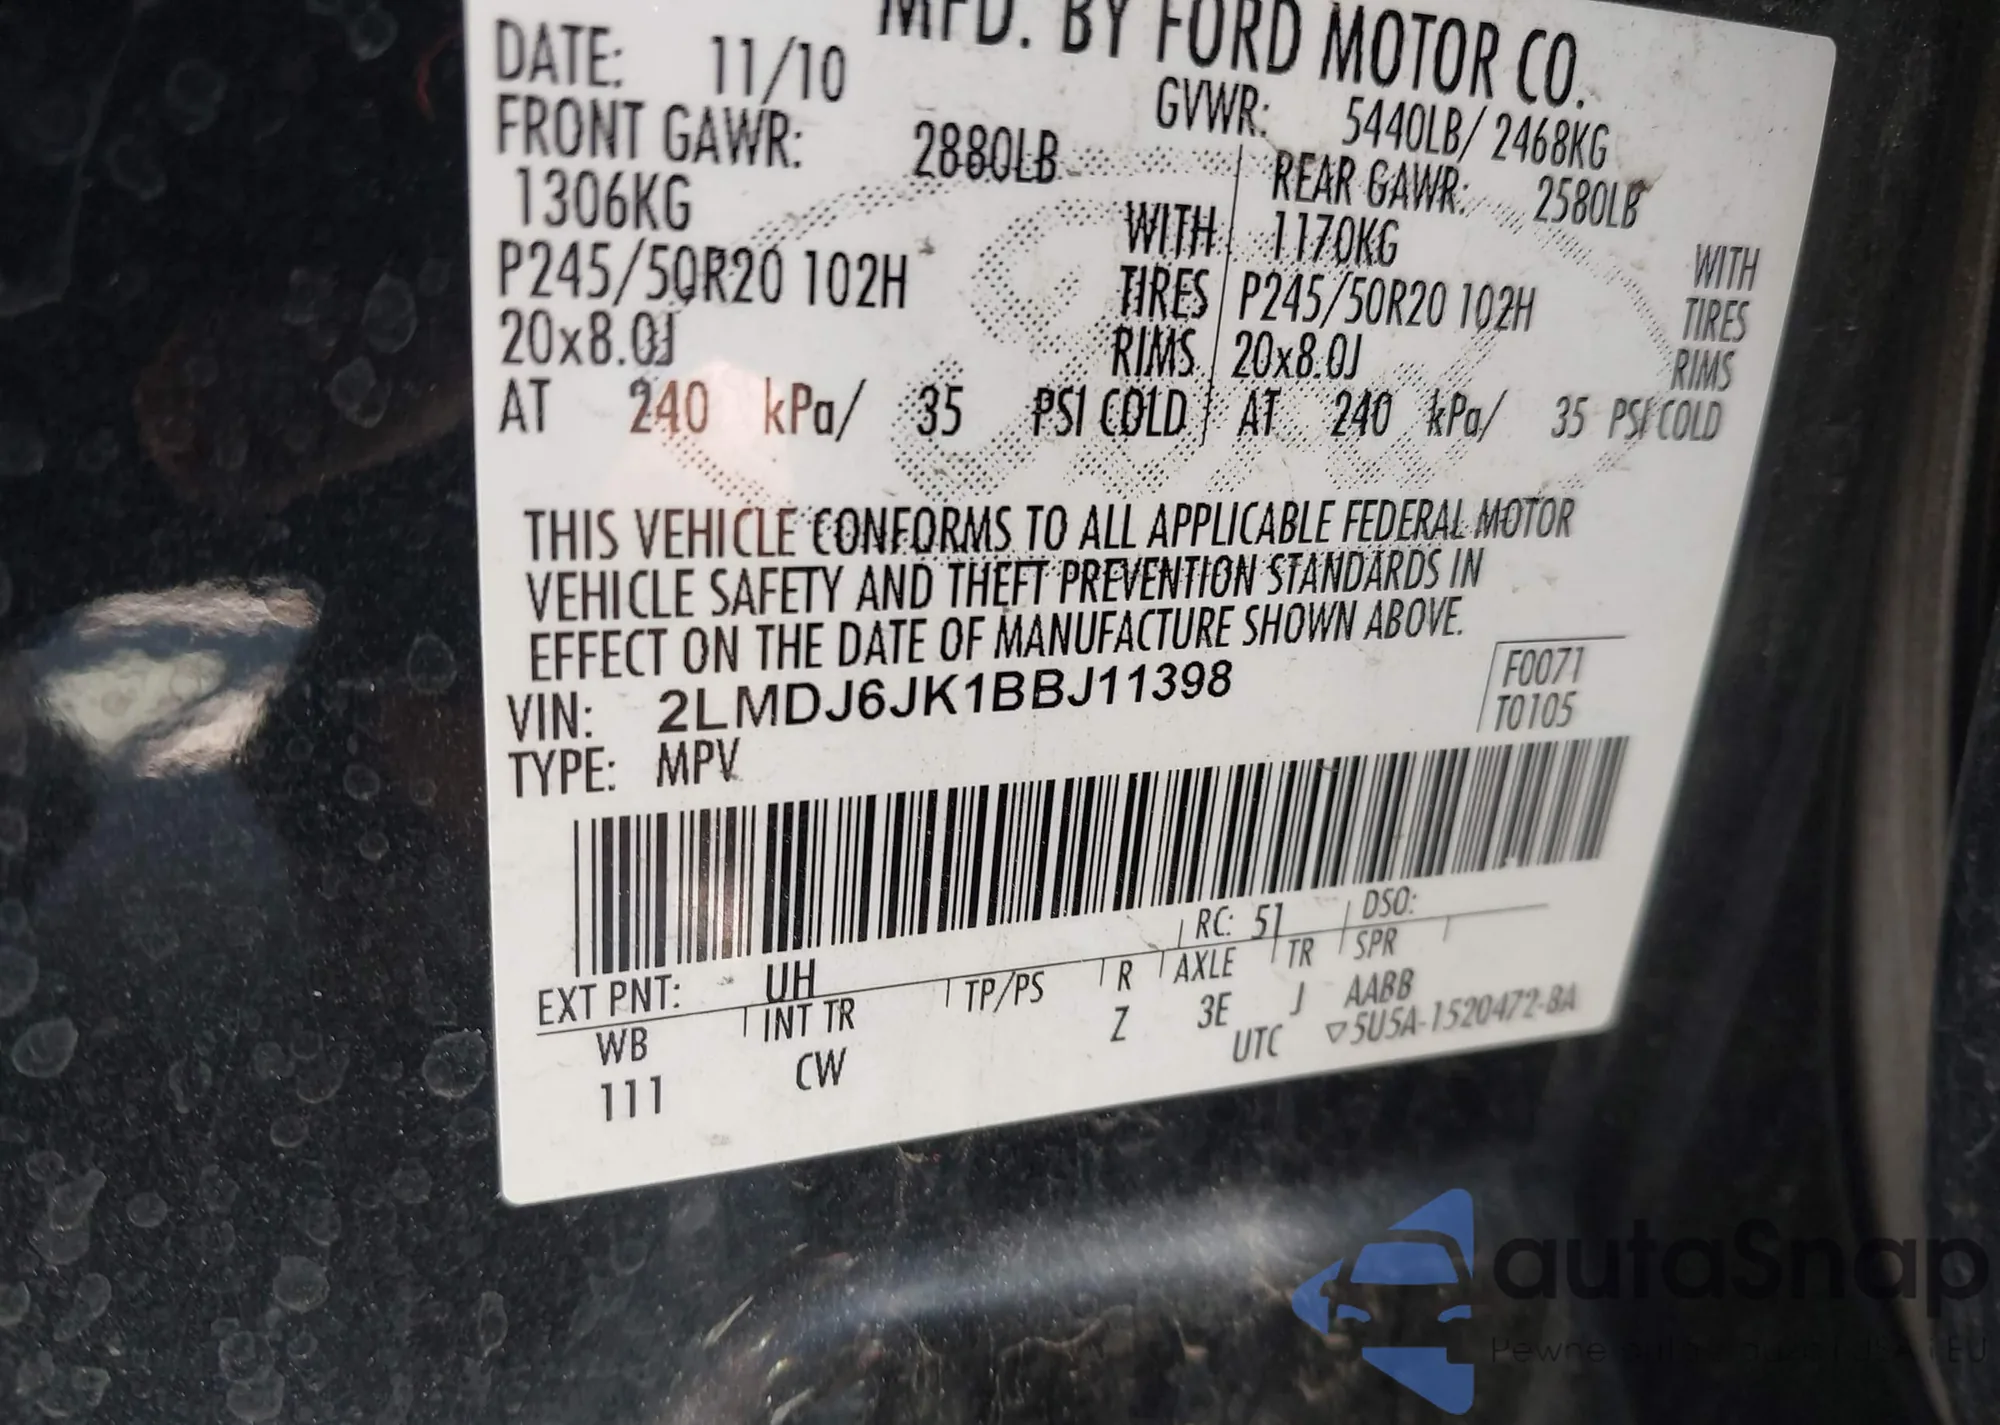 MFD. BY FORD MOTOR CO.
DATE: 11/10 GVWR: 5440LB/ 2468KG
FRONT GAWR: 2880LB REAR GAWR: 2580LB
1306KG WITH 1170KG WITH
P245/50R20 102H TIRES P245/50R20 102H TIRES
20x8.0J RIMS 20x8.0J RIMS
AT 240 kPa/ 35 PSI COLD AT 240 kPa/ 35 PSI COLD
THIS VEHICLE CONFORMS TO ALL APPLICABLE FEDERAL MOTOR
VEHICLE SAFETY AND THEFT PREVENTION STANDARDS IN
EFFECT ON THE DATE OF MANUFACTURE SHOWN ABOVE.
VIN: 2LMDJ6JK1BBJ11398 F0071
TYPE: MPV T0105
EXT PNT: UH RC: 51 DSO:
WB INT TR TP/PS R AXLE TR SPR
111 CW Z 3E J AABB
UTC ▽5U5A-1520472-BA
autoSnap